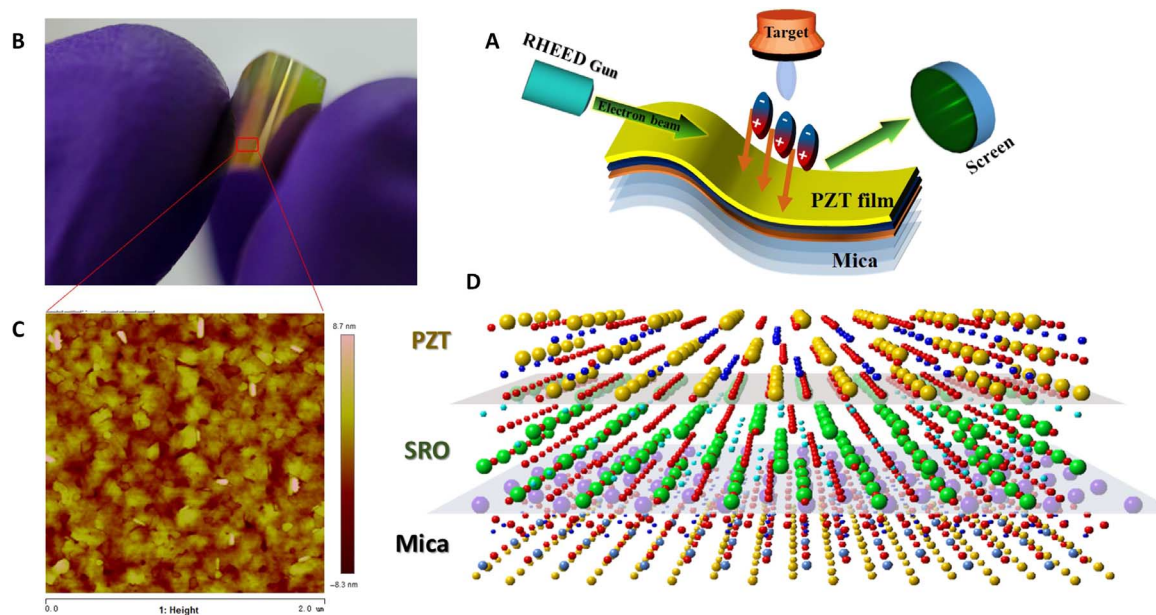 B
A
RHEED Gun
Electron beam
Target
-
+
-
+
-
+
Screen
PZT film
Mica
C
8.7 nm
-8.3 nm
0.0
1: Height
2.0 um
D
PZT
SRO
Mica